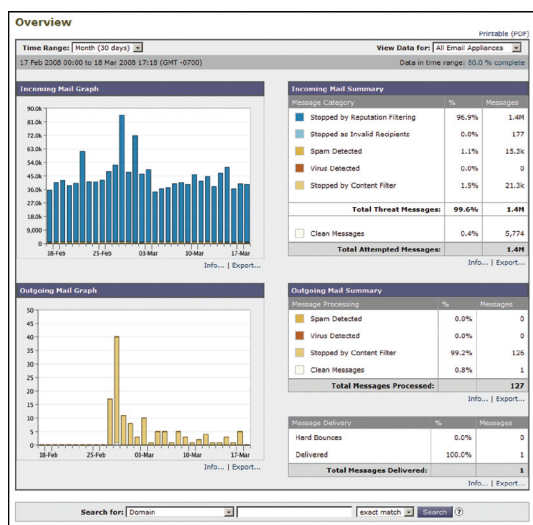 Overview
Printable (PDF)
Time Range: Month (30 days) View Data for: All Email Appliances
17 Feb 2008 00:00 to 18 Mar 2008 17:18 (GMT -0700) Data in time range: 80.0 % complete
Incoming Mail Graph
90.0k
81.0k
72.0k
63.0k
54.0k
45.0k
36.0k
27.0k
18.0k
9,000
0
18-Feb 25-Feb 03-Mar 10-Mar 17-Mar
Info... | Export...
Incoming Mail Summary
Message Category % Messages
Stopped by Reputation Filtering 96.9% 1.4M
Stopped as Invalid Recipients 0.0% 177
Spam Detected 1.1% 15.3k
Virus Detected 0.0% 0
Stopped by Content Filter 1.5% 21.3k
Total Threat Messages: 99.6% 1.4M
Clean Messages 0.4% 5,774
Total Attempted Messages: 1.4M
Info... | Export...
Outgoing Mail Graph
50
45
40
35
30
25
20
15
10
5
0
18-Feb 25-Feb 03-Mar 10-Mar 17-Mar
Info... | Export...
Outgoing Mail Summary
Message Processing % Messages
Spam Detected 0.0% 0
Virus Detected 0.0% 0
Stopped by Content Filter 99.2% 126
Clean Messages 0.8% 1
Total Messages Processed: 127
Info... | Export...
Message Delivery % Messages
Hard Bounces 0.0% 0
Delivered 100.0% 1
Total Messages Delivered: 1
Info... | Export...
Search for: Domain exact match Search ?